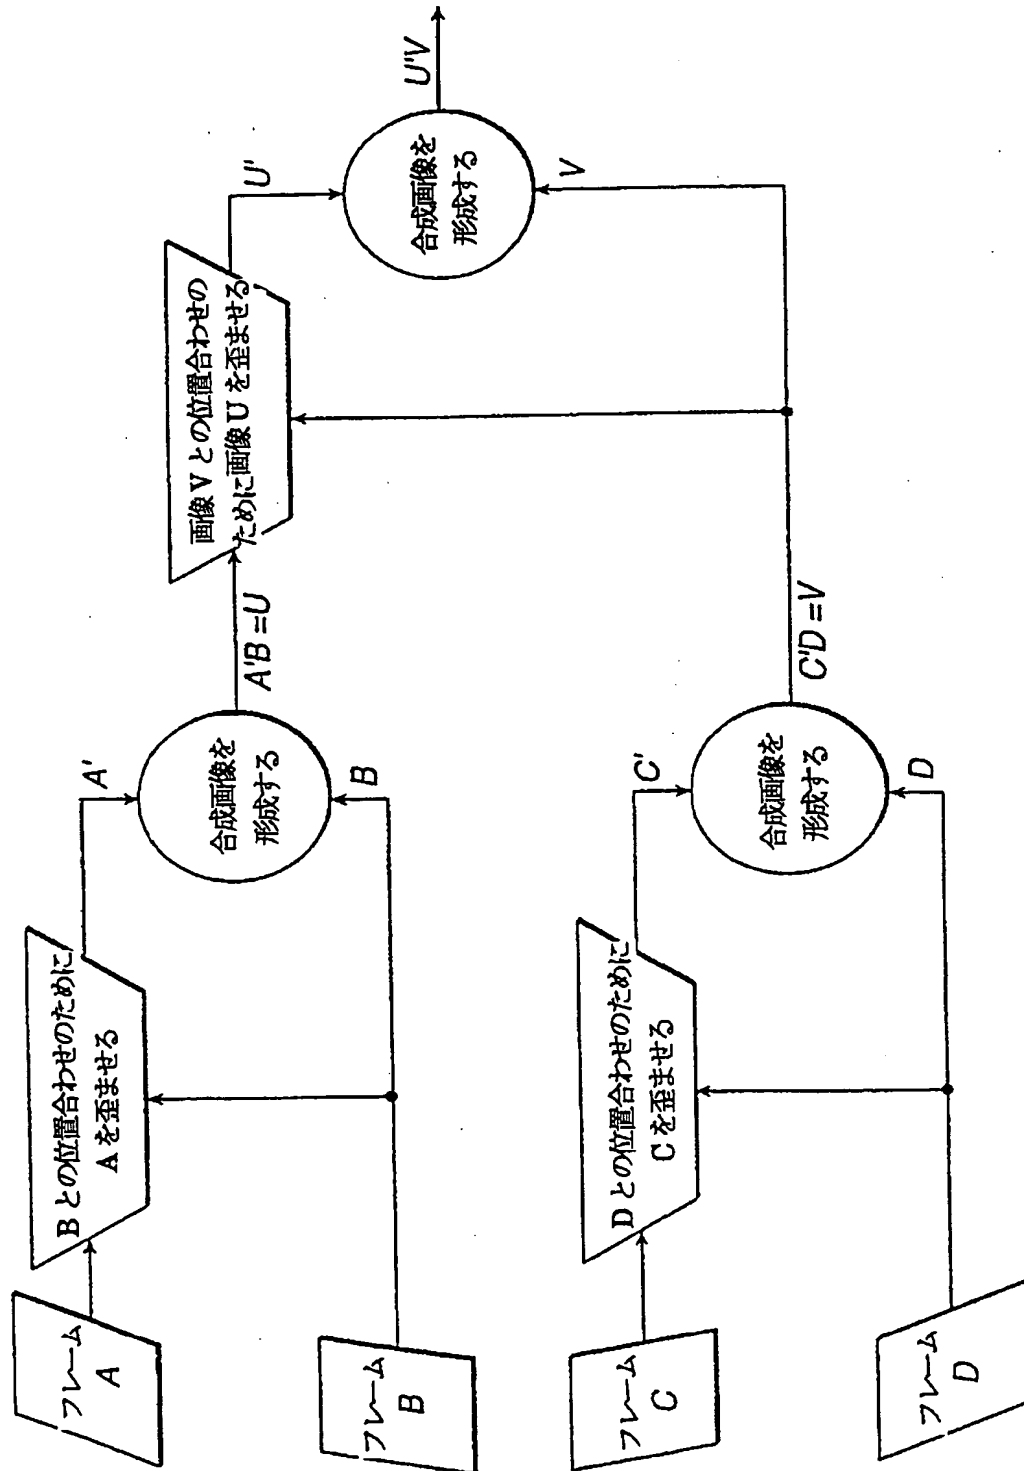 フレーム
A
Bとの位置合わせのために
Aを歪ませる
A'
合成画像を
形成する
B
フレーム
B
A'B=U
画像Vとの位置合わせの
ために画像Uを歪ませる
U'
合成画像を
形成する
V
U'V
フレーム
C
Dとの位置合わせのために
Cを歪ませる
C'
合成画像を
形成する
D
フレーム
D
C'D=V